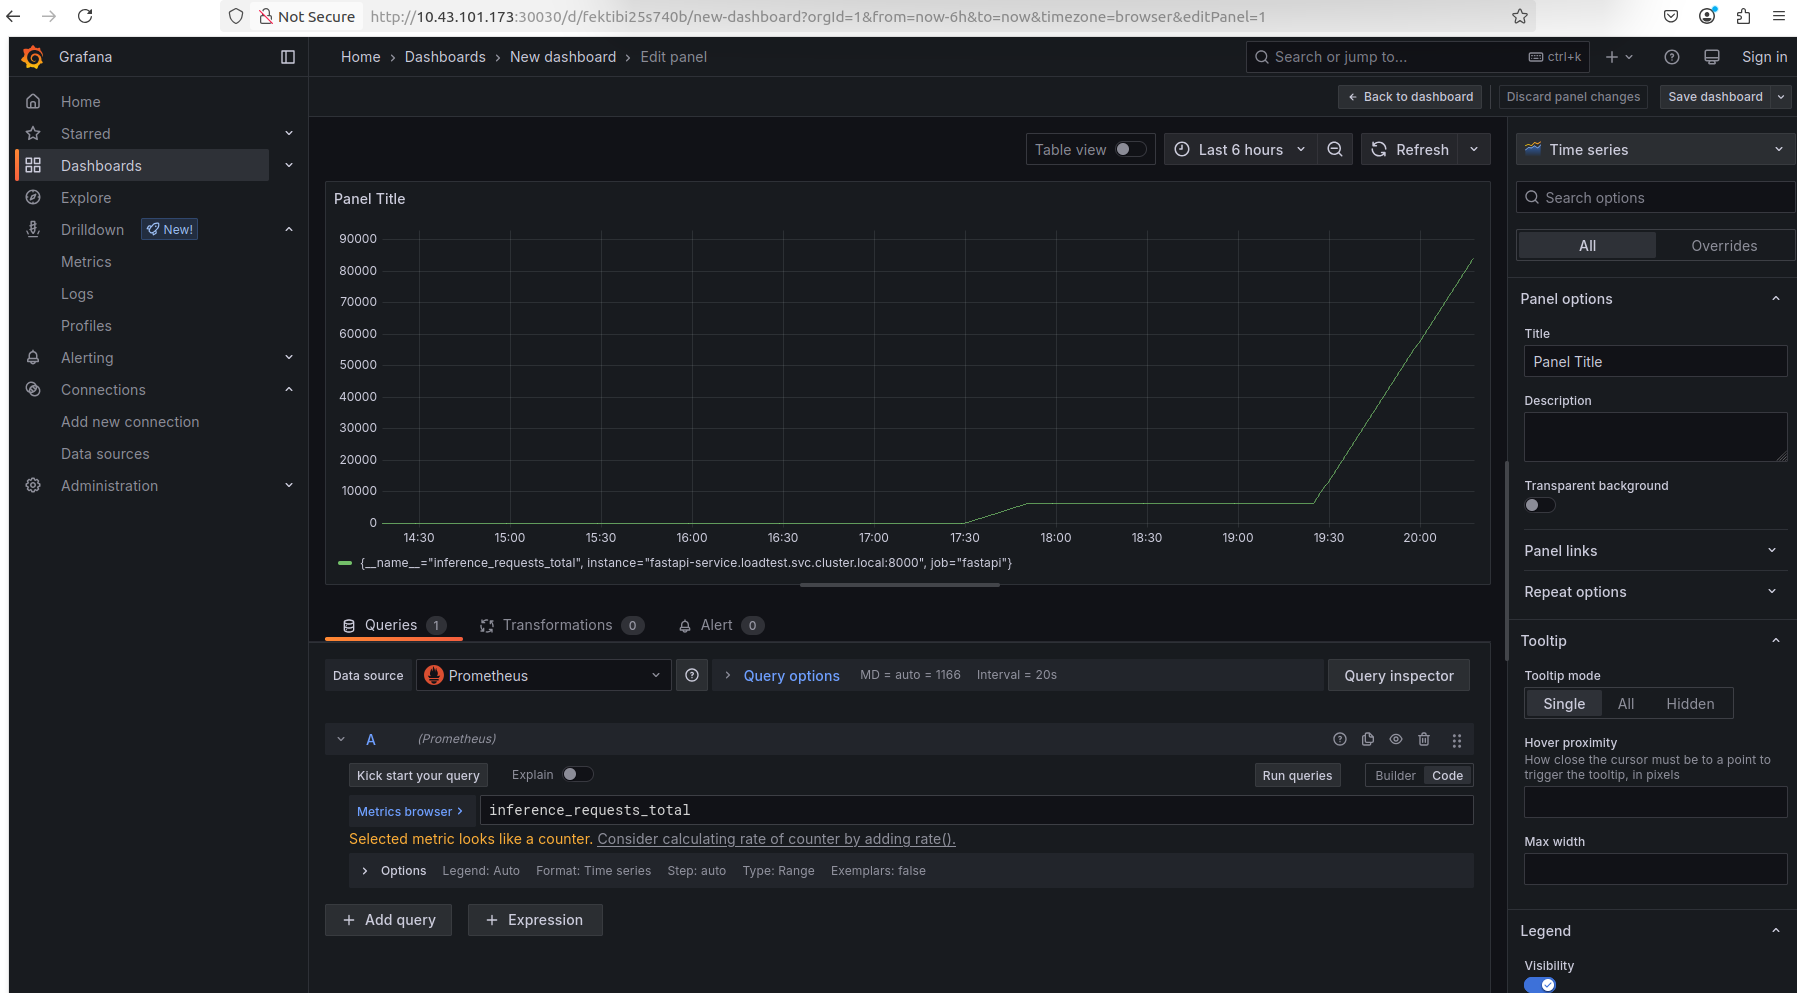 Not Secure http://10.43.101.173:30030/d/fektibi25s740b/new-dashboard?orgId=1&from=now-6h&to=now&timezone=browser&editPanel=1
Grafana
Home › Dashboards › New dashboard › Edit panel
Search or jump to...
ctrl+k
Sign in
Home
Starred
Dashboards
Explore
Drilldown New!
Metrics
Logs
Profiles
Alerting
Connections
Add new connection
Data sources
Administration
Back to dashboard
Discard panel changes
Save dashboard
Table view
Last 6 hours
Refresh
Panel Title
90000
80000
70000
60000
50000
40000
30000
20000
10000
0
14:30 15:00 15:30 16:00 16:30 17:00 17:30 18:00 18:30 19:00 19:30 20:00
{__name__="inference_requests_total", instance="fastapi-service.loadtest.svc.cluster.local:8000", job="fastapi"}
Queries 1
Transformations 0
Alert 0
Data source
Prometheus
Query options MD = auto = 1166 Interval = 20s
Query inspector
A (Prometheus)
Kick start your query
Explain
Run queries
Builder Code
Metrics browser > inference_requests_total
Selected metric looks like a counter. Consider calculating rate of counter by adding rate().
Options Legend: Auto Format: Time series Step: auto Type: Range Exemplars: false
+ Add query
+ Expression
Time series
Search options
All Overrides
Panel options
Title
Panel Title
Description
Transparent background
Panel links
Repeat options
Tooltip
Tooltip mode
Single All Hidden
Hover proximity
How close the cursor must be to a point to
trigger the tooltip, in pixels
Max width
Legend
Visibility